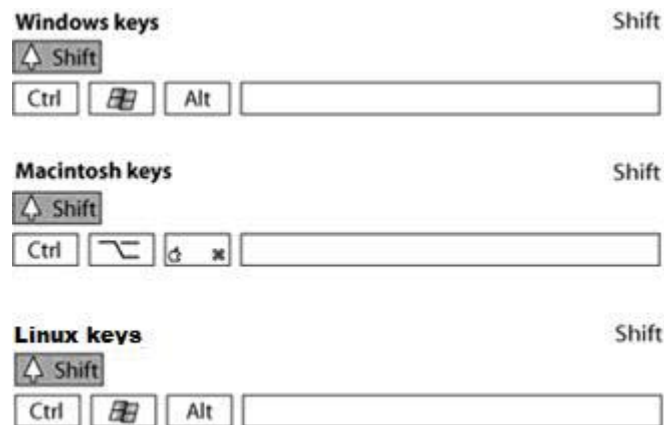 Windows keys Shift
Shift
Ctrl Alt
Macintosh keys Shift
Shift
Ctrl ⌥ ⌘
Linux keys Shift
Shift
Ctrl Alt